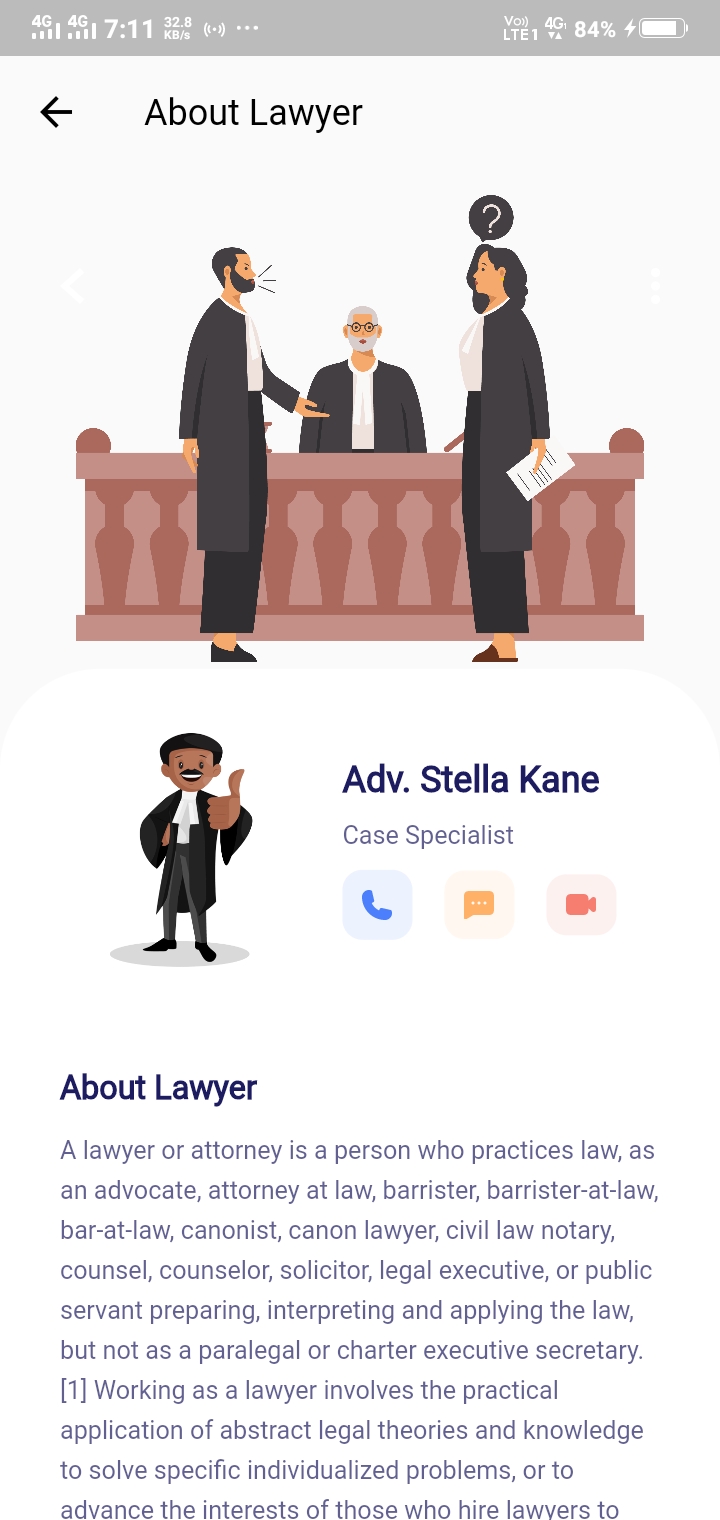 4G 4G 7:11 32.8 KB/s ... Vo) LTE1 4G 84%
About Lawyer
?
Adv. Stella Kane
Case Specialist
About Lawyer
A lawyer or attorney is a person who practices law, as
an advocate, attorney at law, barrister, barrister-at-law,
bar-at-law, canonist, canon lawyer, civil law notary,
counsel, counselor, solicitor, legal executive, or public
servant preparing, interpreting and applying the law,
but not as a paralegal or charter executive secretary.
[1] Working as a lawyer involves the practical
application of abstract legal theories and knowledge
to solve specific individualized problems, or to
advance the interests of those who hire lawyers to